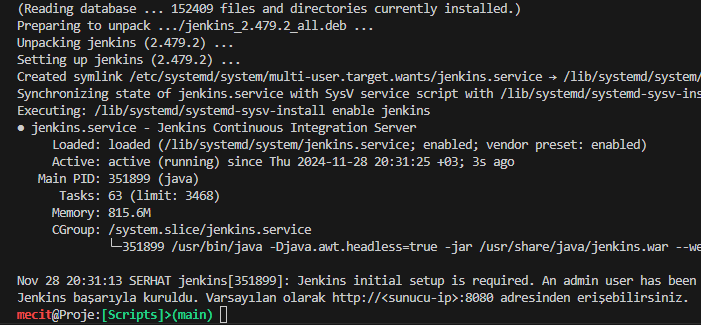 (Reading database ... 152409 files and directories currently installed.)
Preparing to unpack .../jenkins_2.479.2_all.deb ...
Unpacking jenkins (2.479.2) ...
Setting up jenkins (2.479.2) ...
Created symlink /etc/systemd/system/multi-user.target.wants/jenkins.service → /lib/systemd/system/
Synchronizing state of jenkins.service with SysV service script with /lib/systemd/systemd-sysv-ins
Executing: /lib/systemd/systemd-sysv-install enable jenkins
● jenkins.service - Jenkins Continuous Integration Server
Loaded: loaded (/lib/systemd/system/jenkins.service; enabled; vendor preset: enabled)
Active: active (running) since Thu 2024-11-28 20:31:25 +03; 3s ago
Main PID: 351899 (java)
Tasks: 63 (limit: 3468)
Memory: 815.6M
CGroup: /system.slice/jenkins.service
└─351899 /usr/bin/java -Djava.awt.headless=true -jar /usr/share/java/jenkins.war --we
Nov 28 20:31:13 SERHAT jenkins[351899]: Jenkins initial setup is required. An admin user has been
Jenkins başarıyla kuruldu. Varsayılan olarak http://<sunucu-ip>:8080 adresinden erişebilirsiniz.
mecit@Proje:[Scripts]>(main)